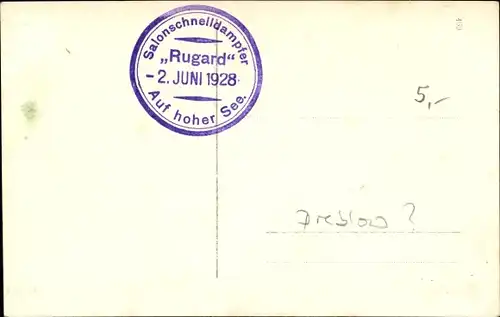 Salonschnelldampfer
„Rugard“
- 2. JUNI 1928
Auf hoher See.
5,-